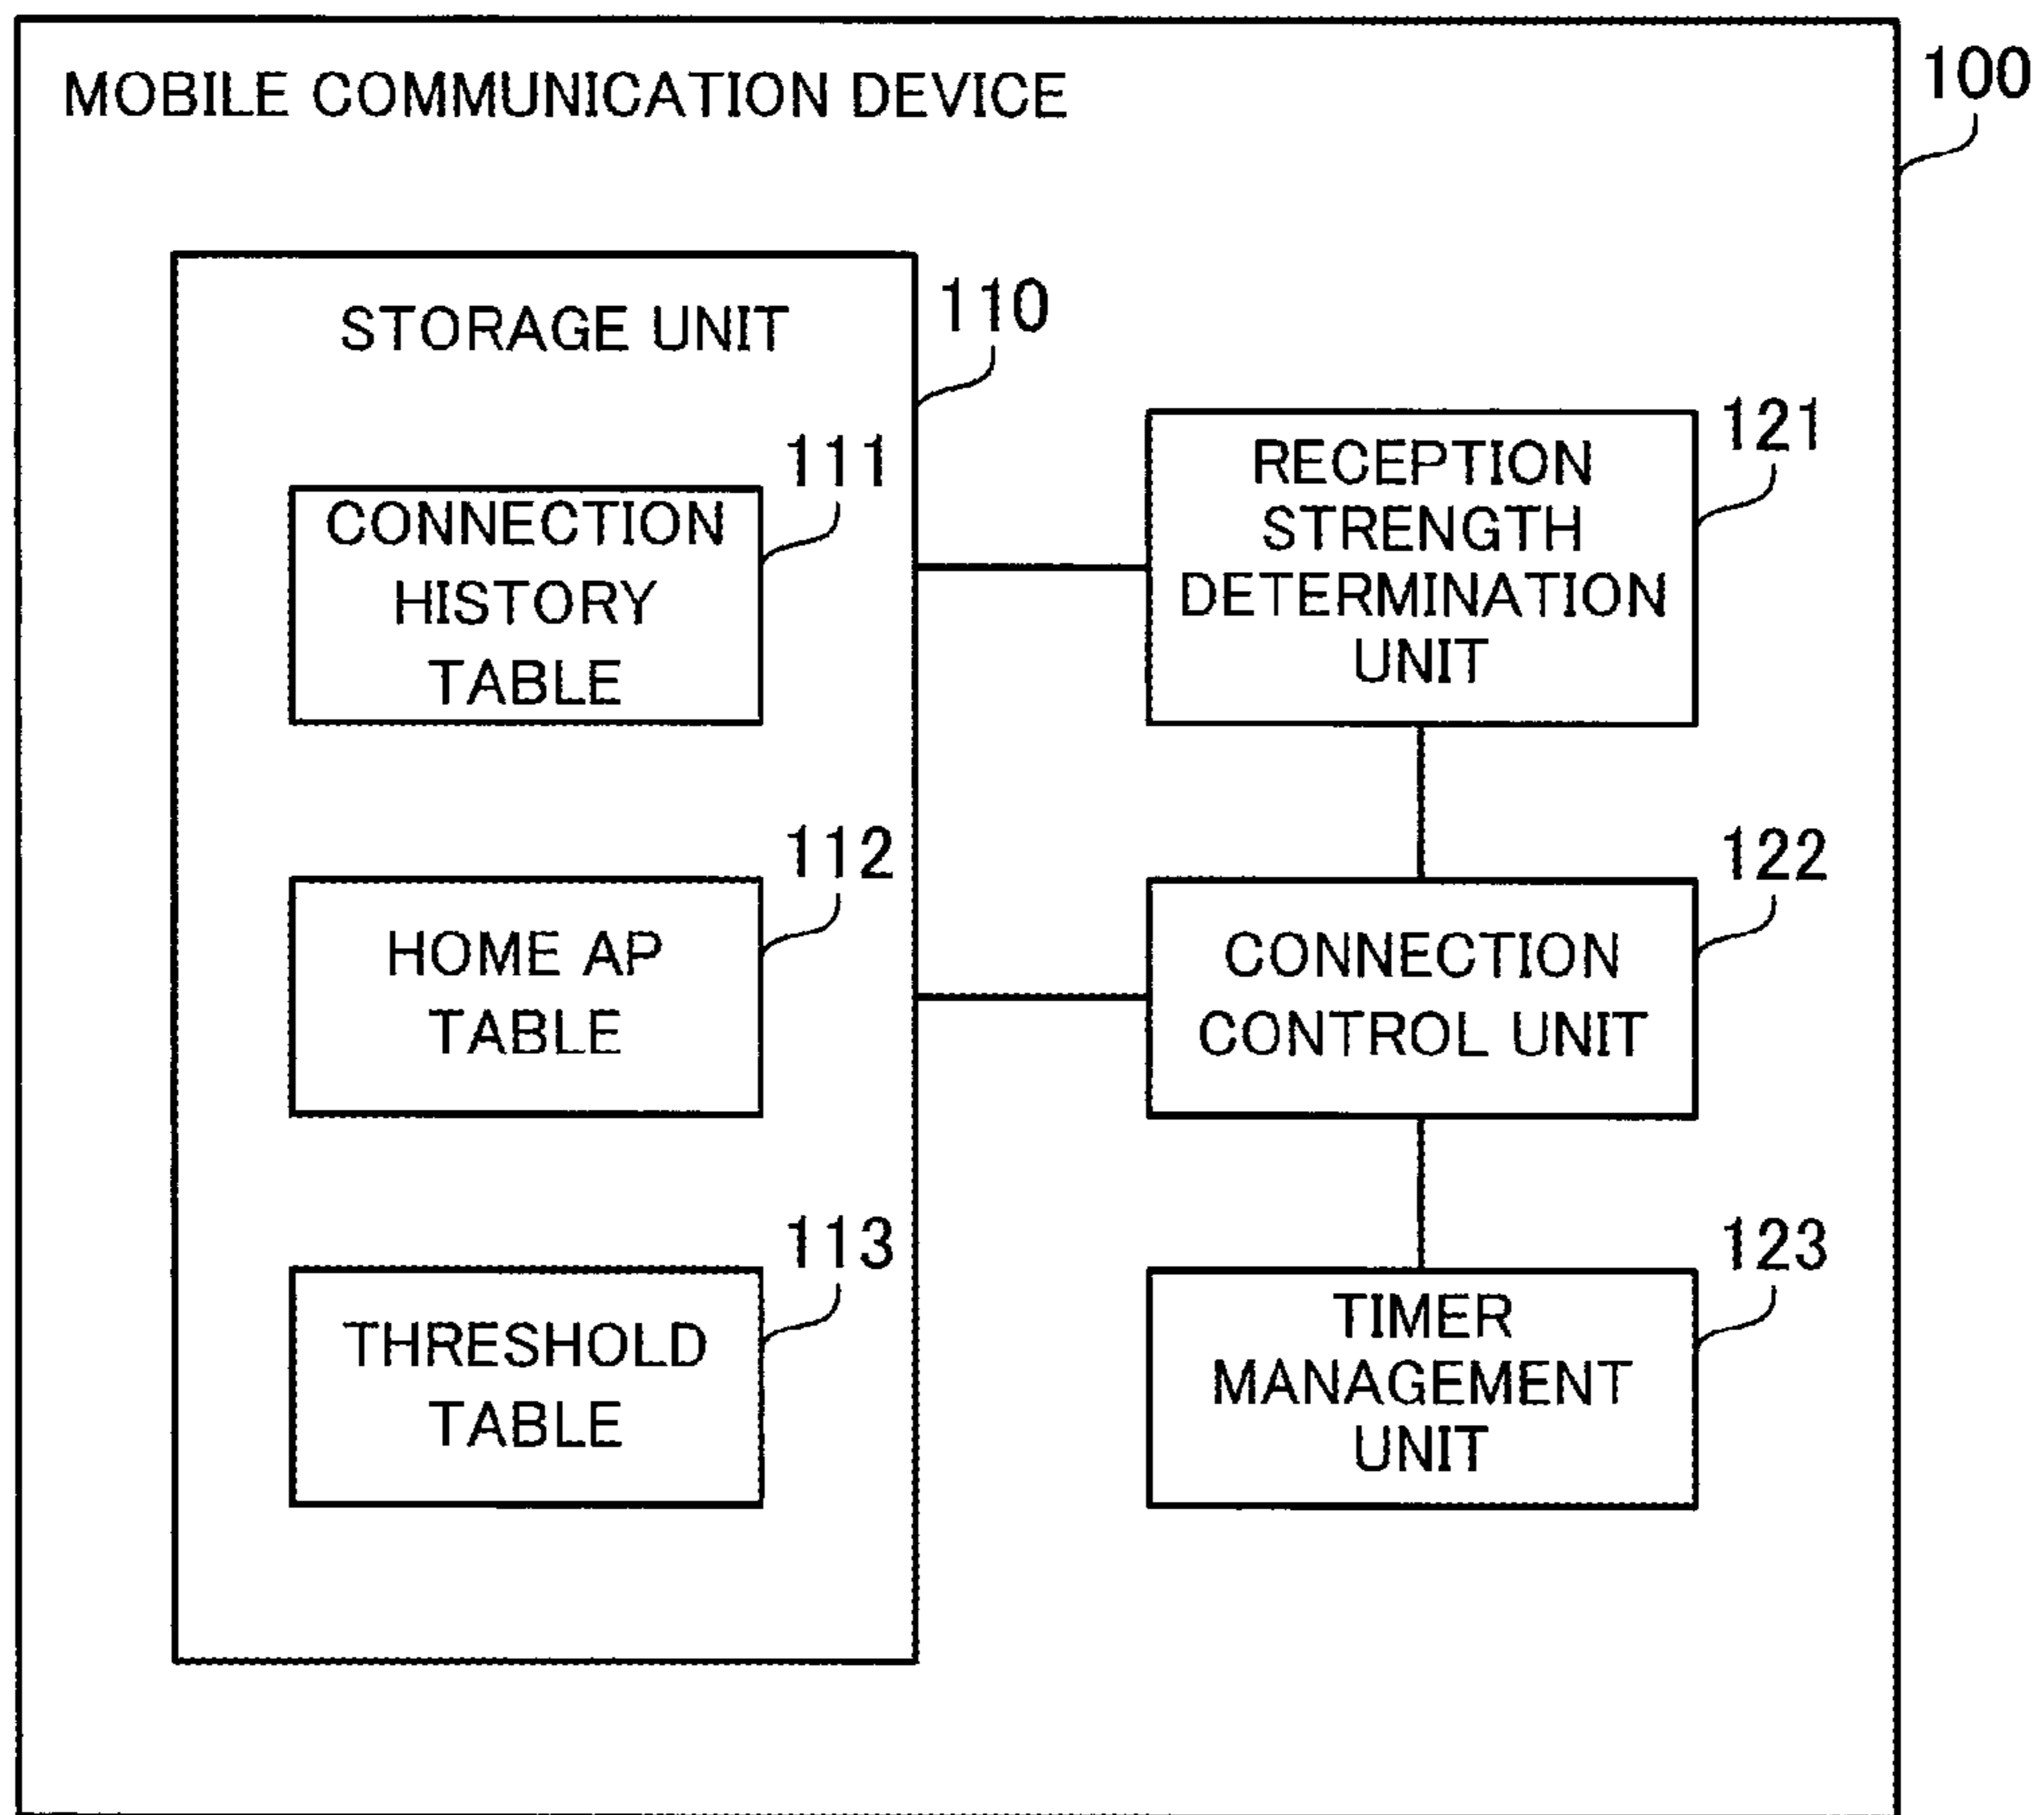 MOBILE COMMUNICATION DEVICE
100
STORAGE UNIT
110
CONNECTION
HISTORY
TABLE
111
HOME AP
TABLE
112
THRESHOLD
TABLE
113
RECEPTION
STRENGTH
DETERMINATION
UNIT
121
CONNECTION
CONTROL UNIT
122
TIMER
MANAGEMENT
UNIT
123